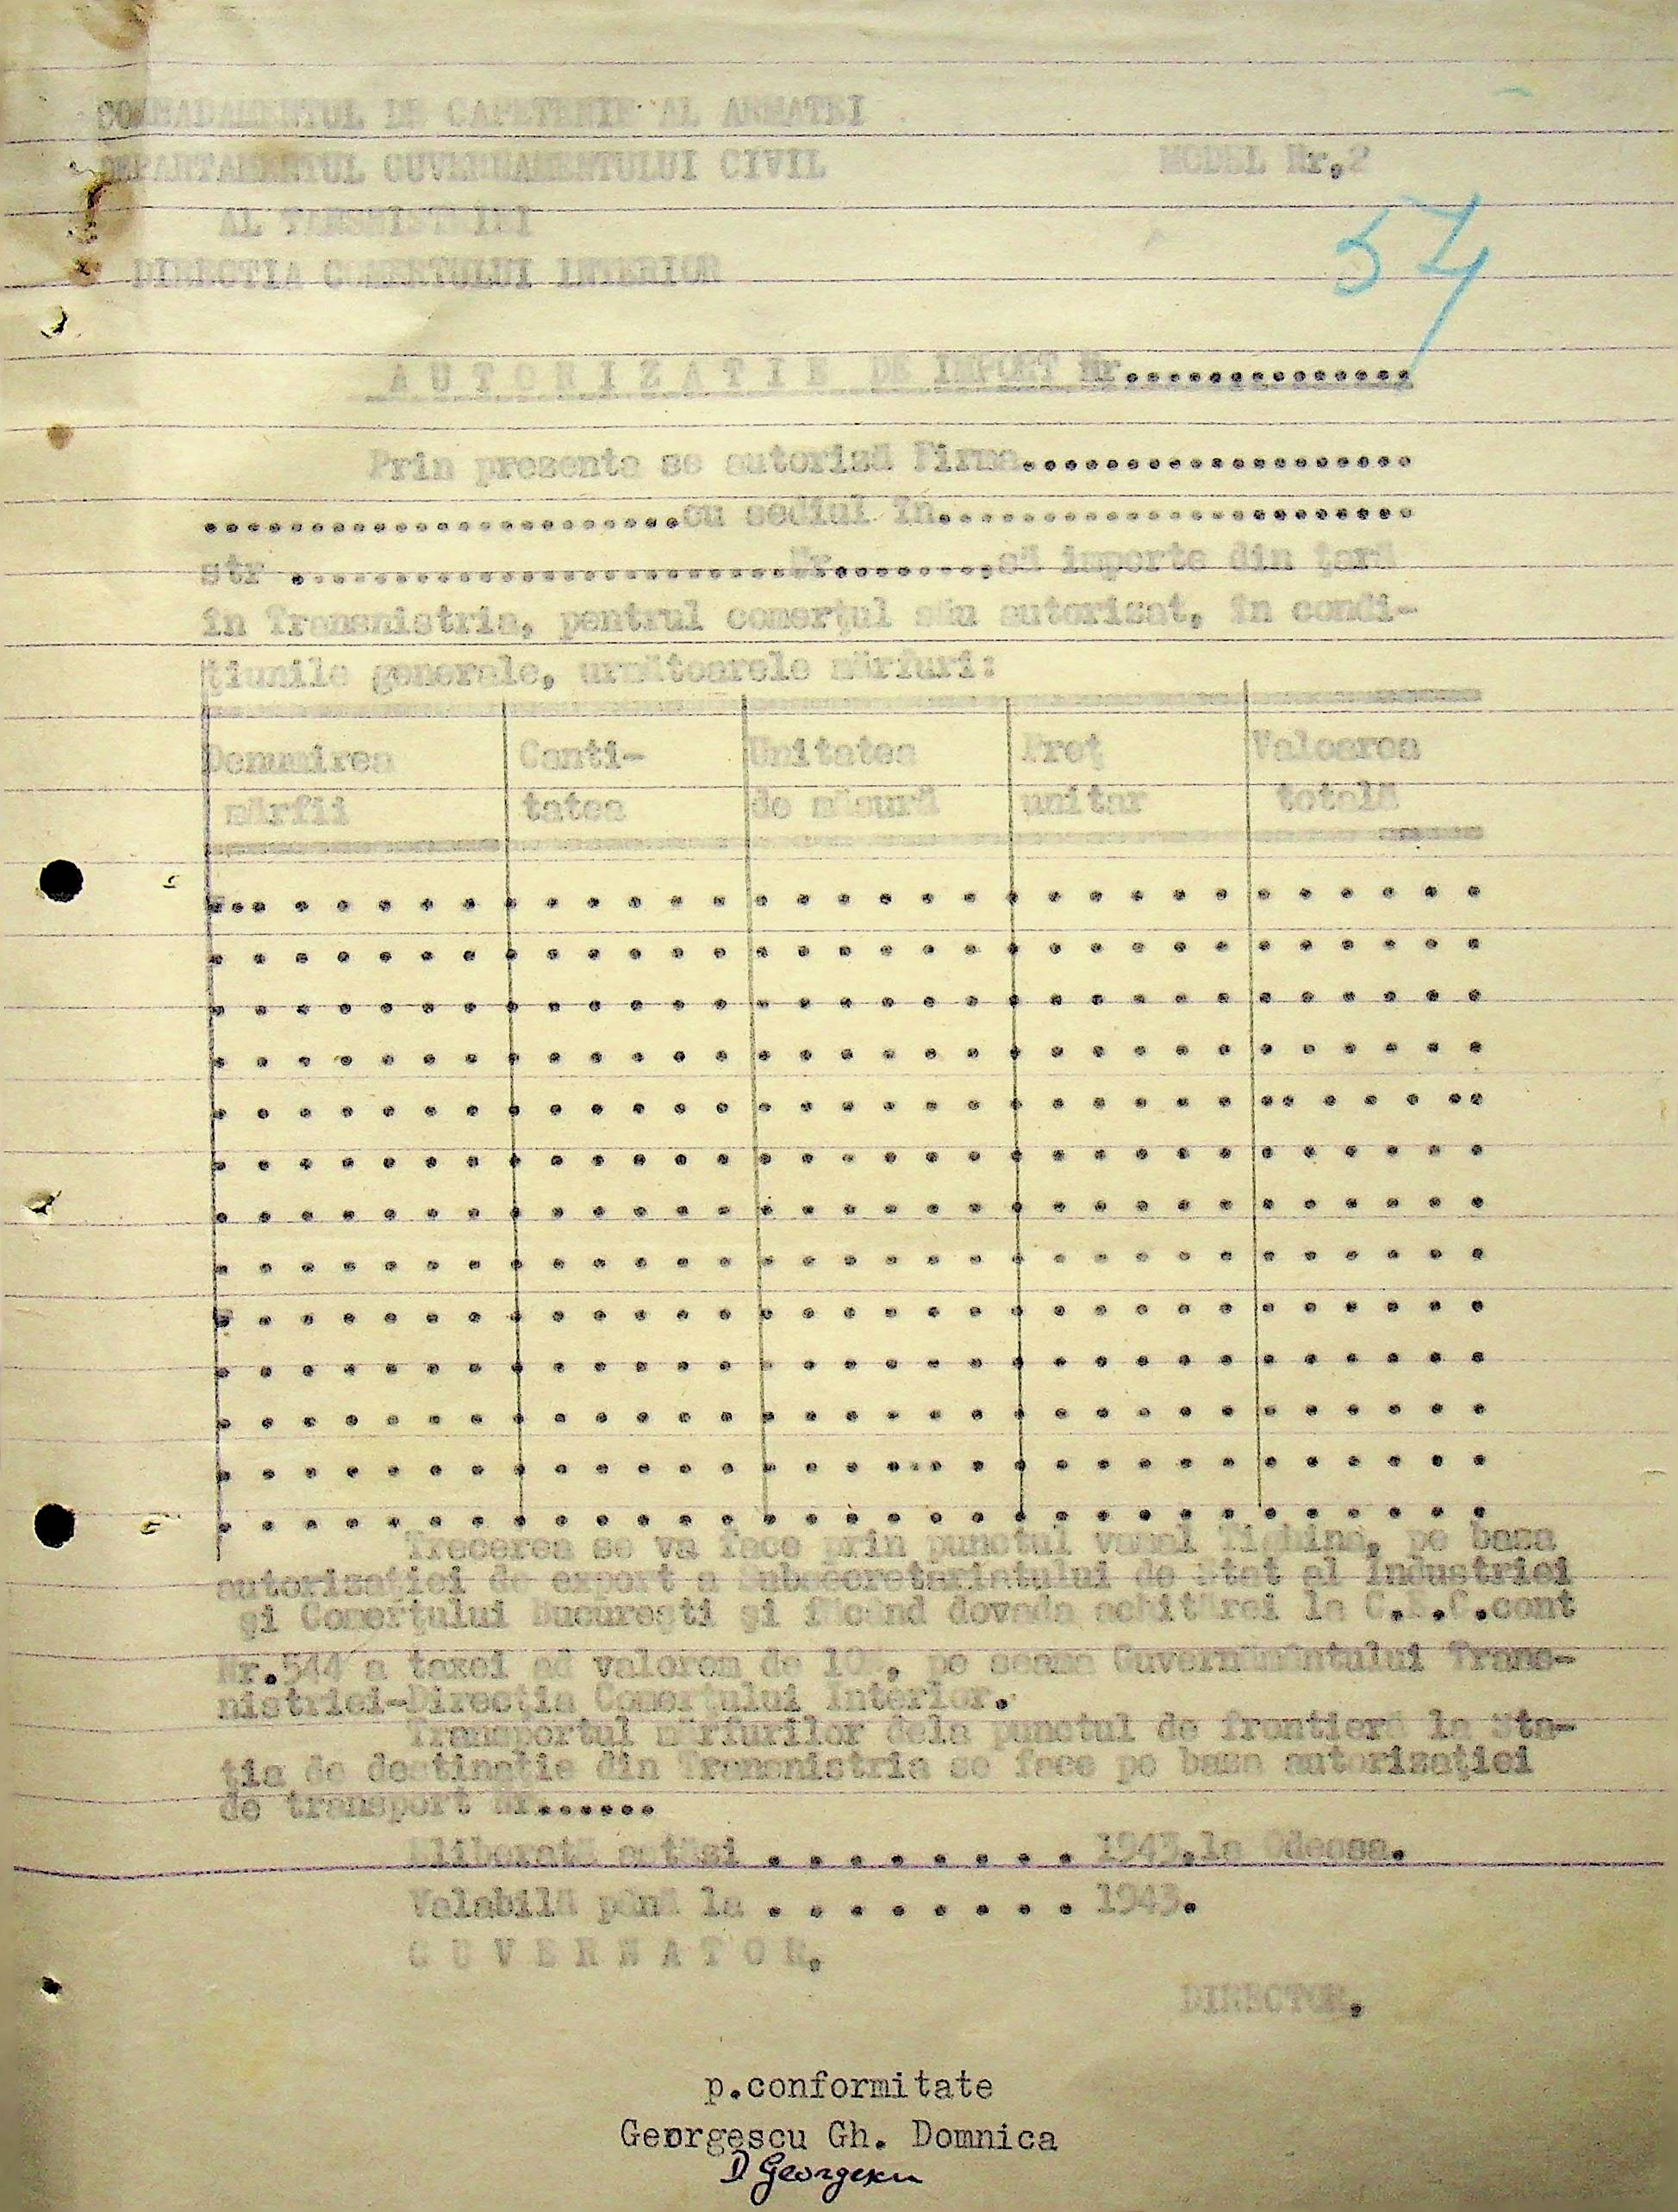 COMMADAMENTUL DE CAPETENIE AL ARMATEI
DEPARTAMENTUL GUVERNAMENTULUI CIVIL
MODEL Nr.2
AL TRANSNISTRIEI
57
DIRECTIA COMERTULUI INTERIOR
A U T O R I Z A T I E DE IMPORT Nr..............
Prin prezenta se autorisă Firma...................
.......................cu sediul în.......................
str ........................Nr........,să importe din ţară
în Transnistria, pentrul comerţul său autorizat, în condi-
ţiunile generale, următoarele mărfuri:
Denumirea Canti- Unitatea Preţ Valoarea
mărfii tatea de măsură unitar totală
Trecerea se va face prin punctul vamal Tighina, pe baza
autorizaţiei de export a Subsecretariatului de Stat al Industriei
şi Comerţului Bucureşti şi făcând dovada achitărei la C.E.C.cont
Nr.544 a taxei ad valorem de 10%, pe seama Guvernământului Trans-
nistriei-Direcţia Comerţului Interior.
Transportul mărfurilor dela punctul de frontieră la Sta-
ţia de destinaţie din Transnistria se face pe baza autorizaţiei
de transport Nr......
Eliberată astăzi . . . . . . . . 1943.la Odessa.
Valabilă până la . . . . . . . . 1943.
G U V E R N A T O R.
DIRECTOR.
p.conformitate
Georgescu Gh. Domnica
D Georgescu